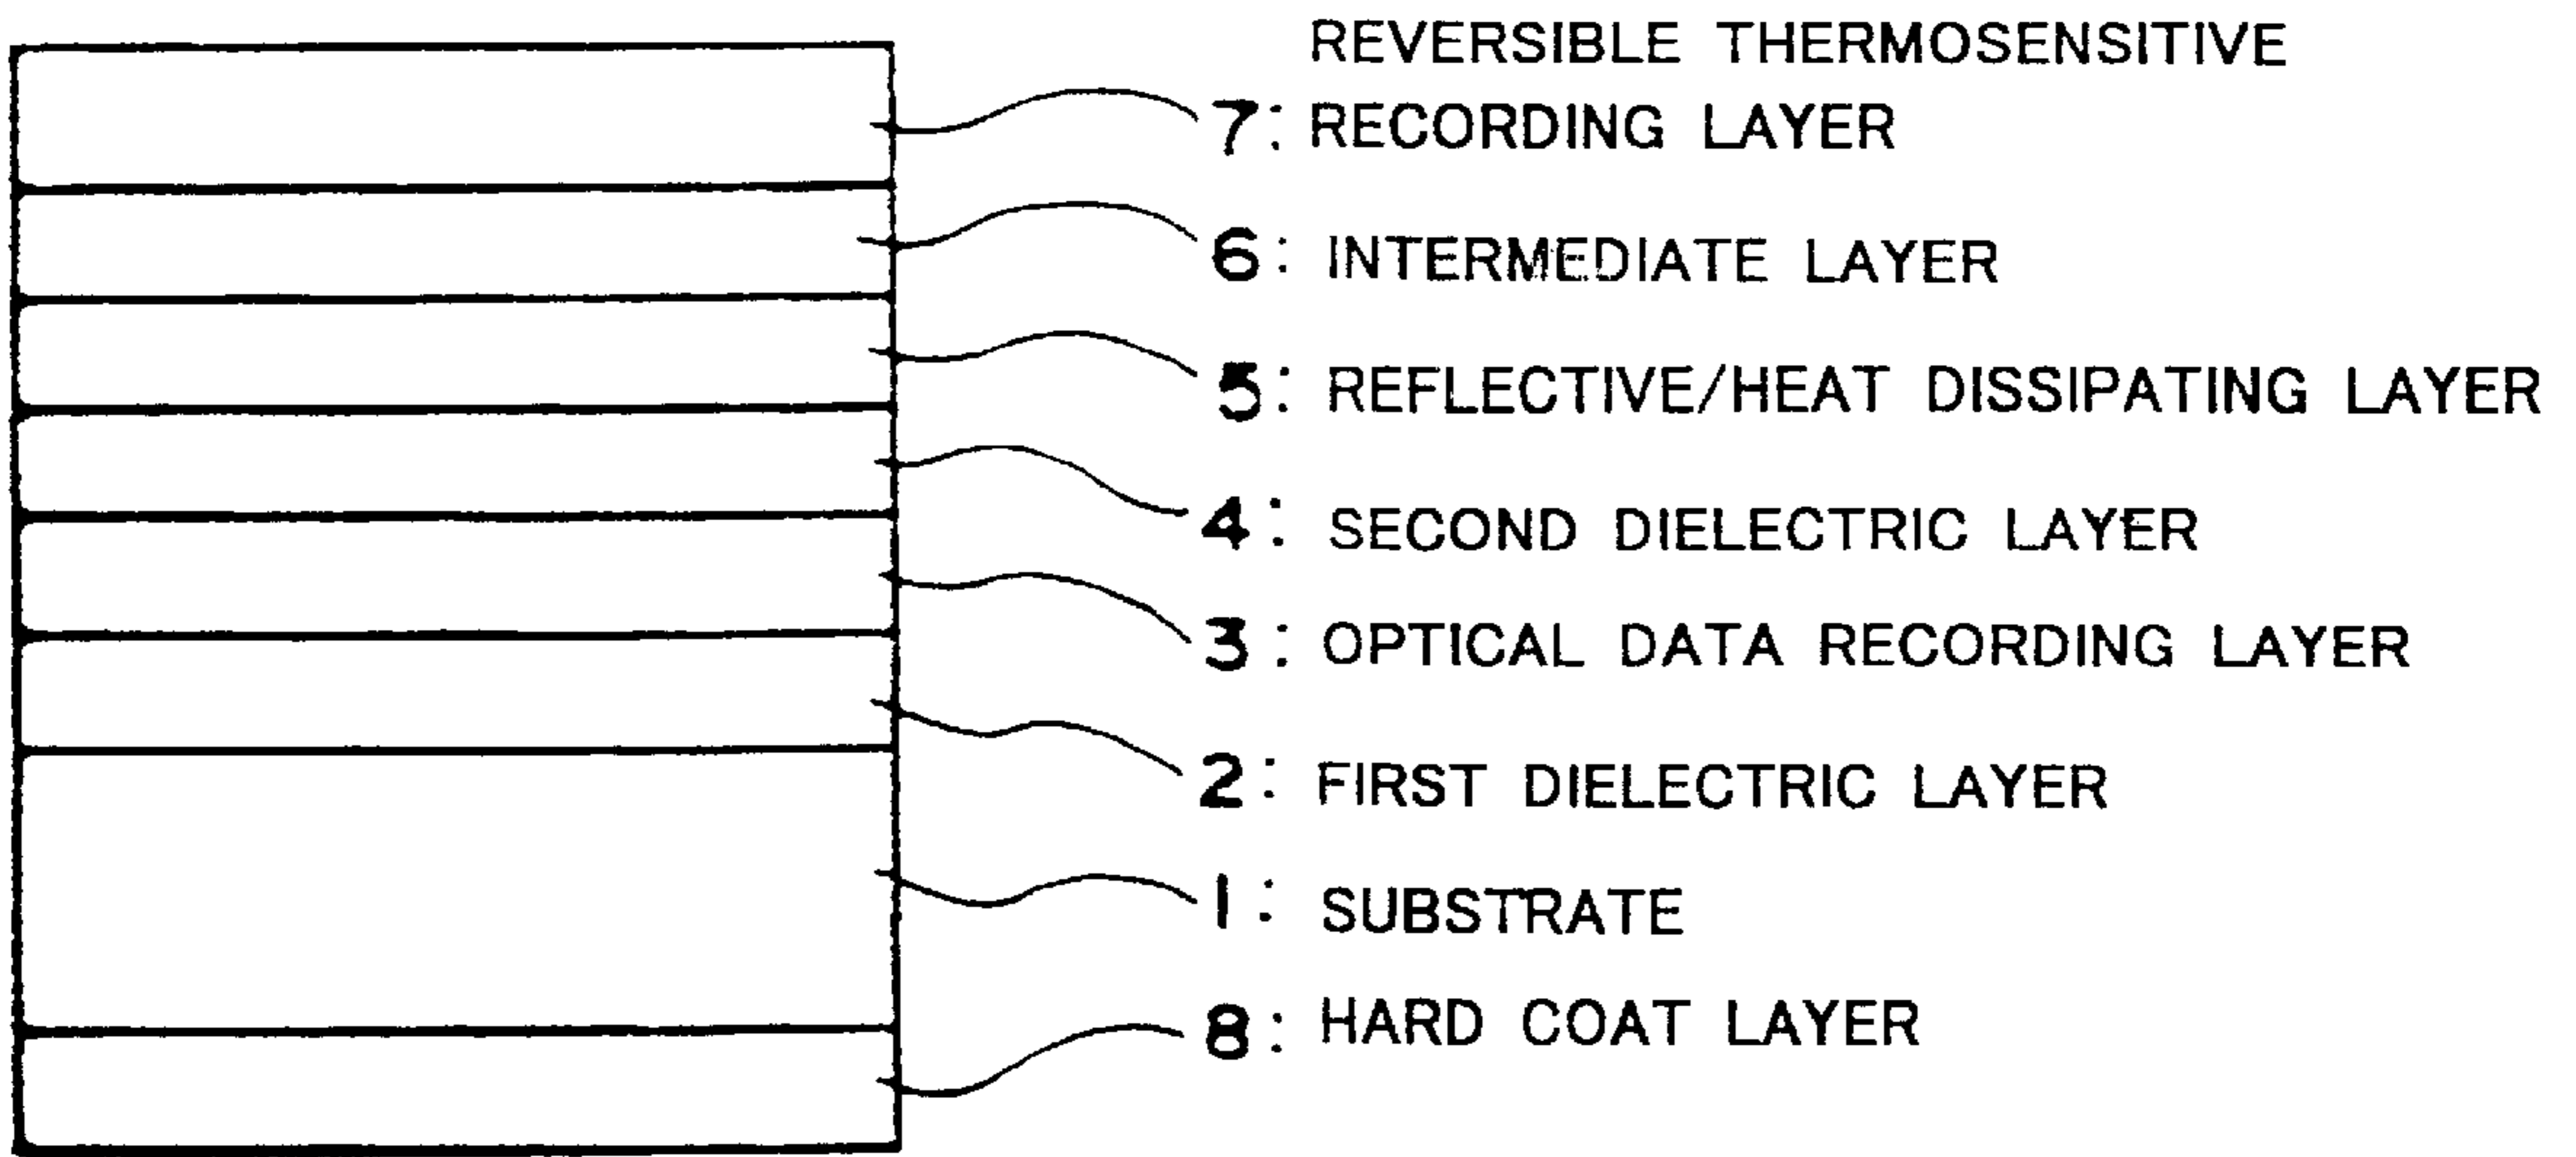 REVERSIBLE THERMOSENSITIVE
7: RECORDING LAYER
6: INTERMEDIATE LAYER
5: REFLECTIVE/HEAT DISSIPATING LAYER
4: SECOND DIELECTRIC LAYER
3: OPTICAL DATA RECORDING LAYER
2: FIRST DIELECTRIC LAYER
1: SUBSTRATE
8: HARD COAT LAYER